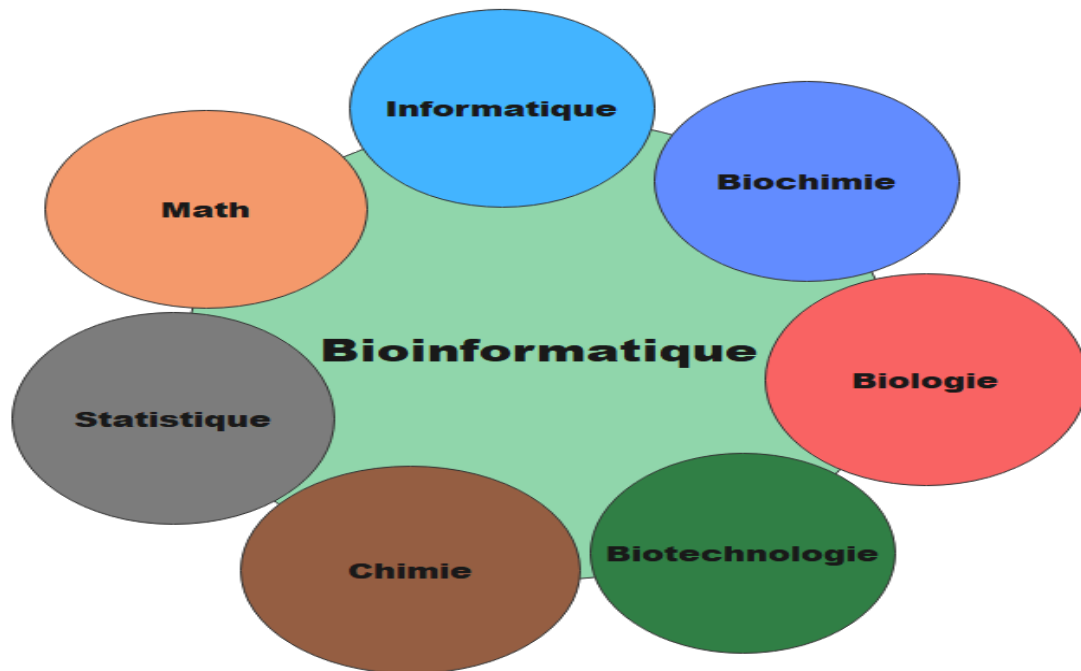 Informatique
Biochimie
Math
Bioinformatique
Biologie
Statistique
Biotechnologie
Chimie